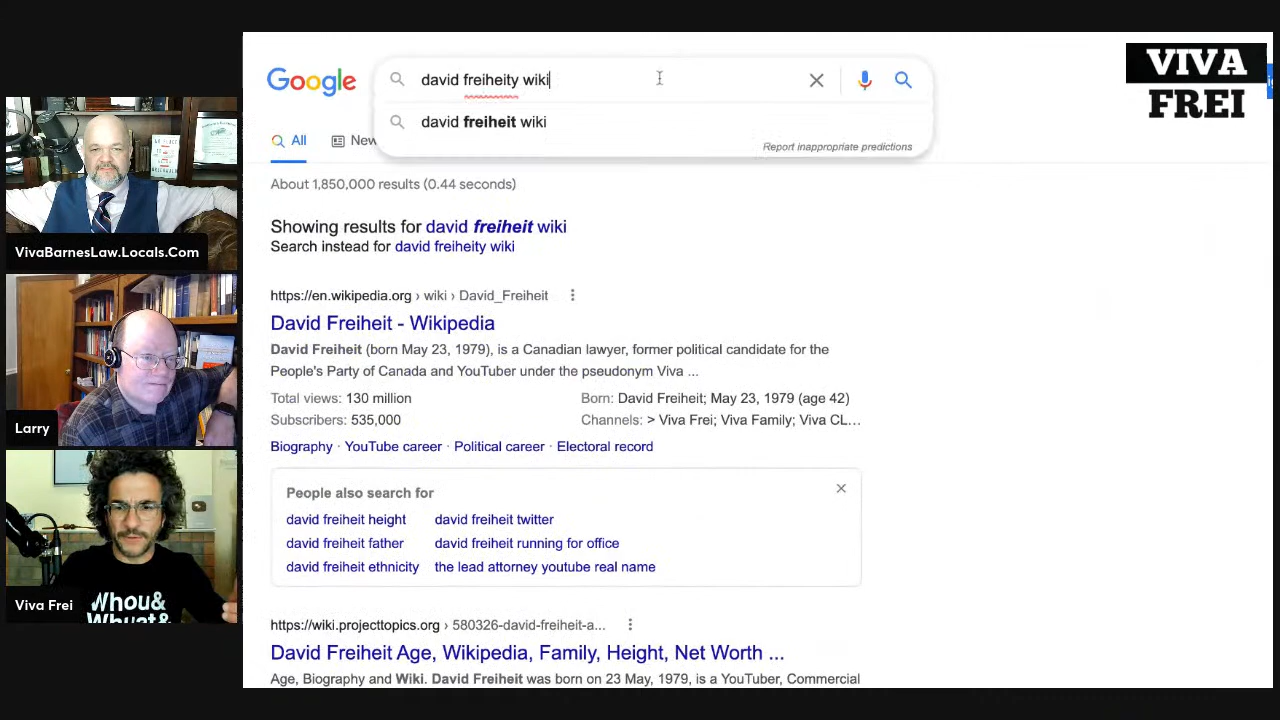 VIVA
FREI
Google
david freiheity wiki
david freiheit wiki
Report inappropriate predictions
All
New
About 1,850,000 results (0.44 seconds)
Showing results for david freiheit wiki
Search instead for david freiheity wiki
https://en.wikipedia.org › wiki › David_Freiheit
David Freiheit - Wikipedia
David Freiheit (born May 23, 1979), is a Canadian lawyer, former political candidate for the
People's Party of Canada and YouTuber under the pseudonym Viva ...
Total views: 130 million
Born: David Freiheit; May 23, 1979 (age 42)
Subscribers: 535,000
Channels: > Viva Frei; Viva Family; Viva CL...
Biography · YouTube career · Political career · Electoral record
People also search for
david freiheit height
david freiheit twitter
david freiheit father
david freiheit running for office
david freiheit ethnicity
the lead attorney youtube real name
https://wiki.projecttopics.org › 580326-david-freiheit-a...
David Freiheit Age, Wikipedia, Family, Height, Net Worth ...
Age, Biography and Wiki. David Freiheit was born on 23 May, 1979, is a YouTuber, Commercial
VivaBarnesLaw.Locals.Com
Larry
Viva Frei
Whou&